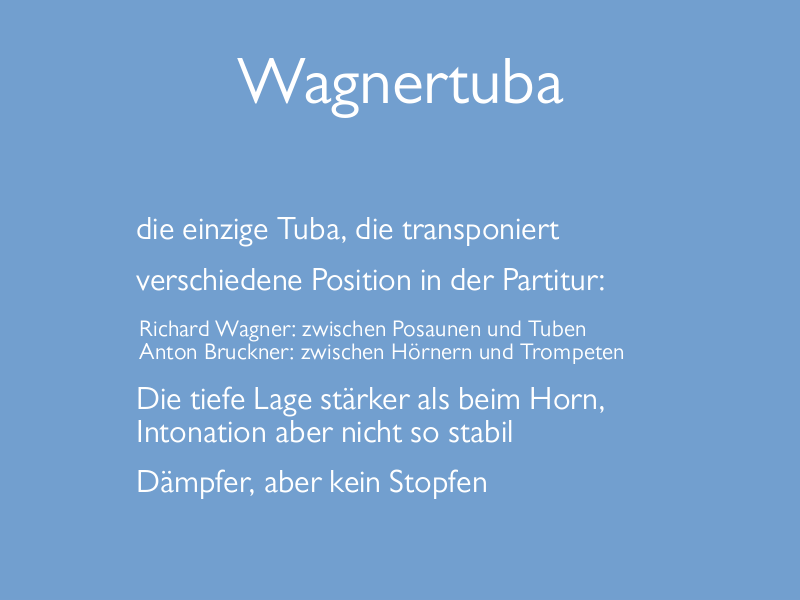 Wagnertuba
die einzige Tuba, die transponiert
verschiedene Position in der Partitur:
Richard Wagner: zwischen Posaunen und Tuben
Anton Bruckner: zwischen Hörnern und Trompeten
Die tiefe Lage stärker als beim Horn,
Intonation aber nicht so stabil
Dämpfer, aber kein Stopfen